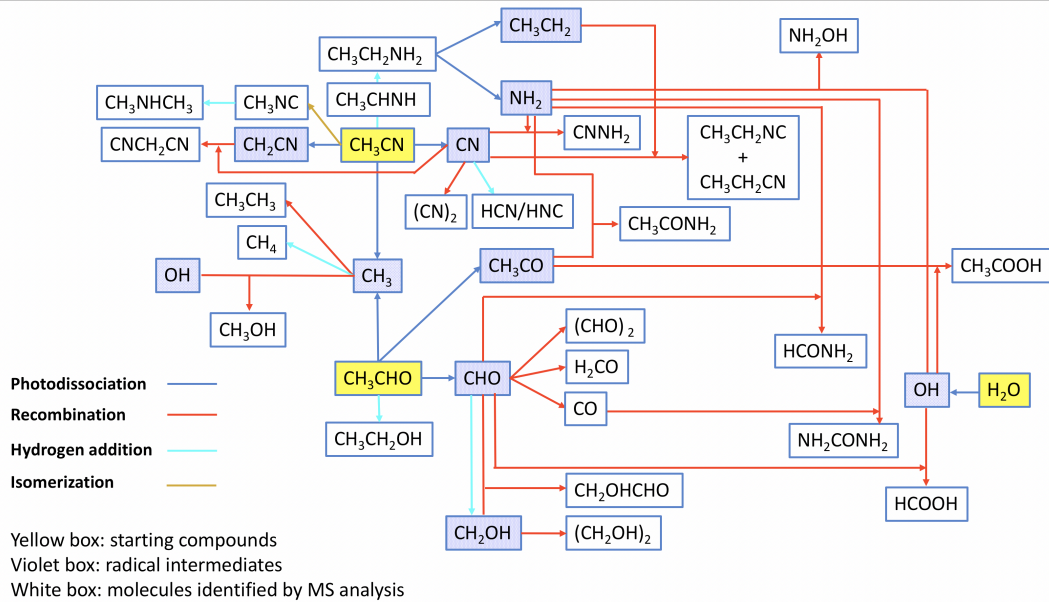 CH₃CH₂
NH₂OH
CH₃CH₂NH₂
CH₃NHCH₃
CH₃NC
CH₃CHNH
NH₂
CNCH₂CN
CH₂CN
CH₃CN
CN
CNNH₂
CH₃CH₂NC
+
CH₃CH₂CN
CH₃CH₃
(CN)₂
HCN/HNC
CH₃CONH₂
CH₄
OH
CH₃
CH₃CO
CH₃COOH
CH₃OH
(CHO)₂
HCONH₂
H₂CO
CH₃CHO
CHO
CO
OH
H₂O
Photodissociation
Recombination
Hydrogen addition
Isomerization
CH₃CH₂OH
NH₂CONH₂
CH₂OHCHO
HCOOH
CH₂OH
(CH₂OH)₂
Yellow box: starting compounds
Violet box: radical intermediates
White box: molecules identified by MS analysis